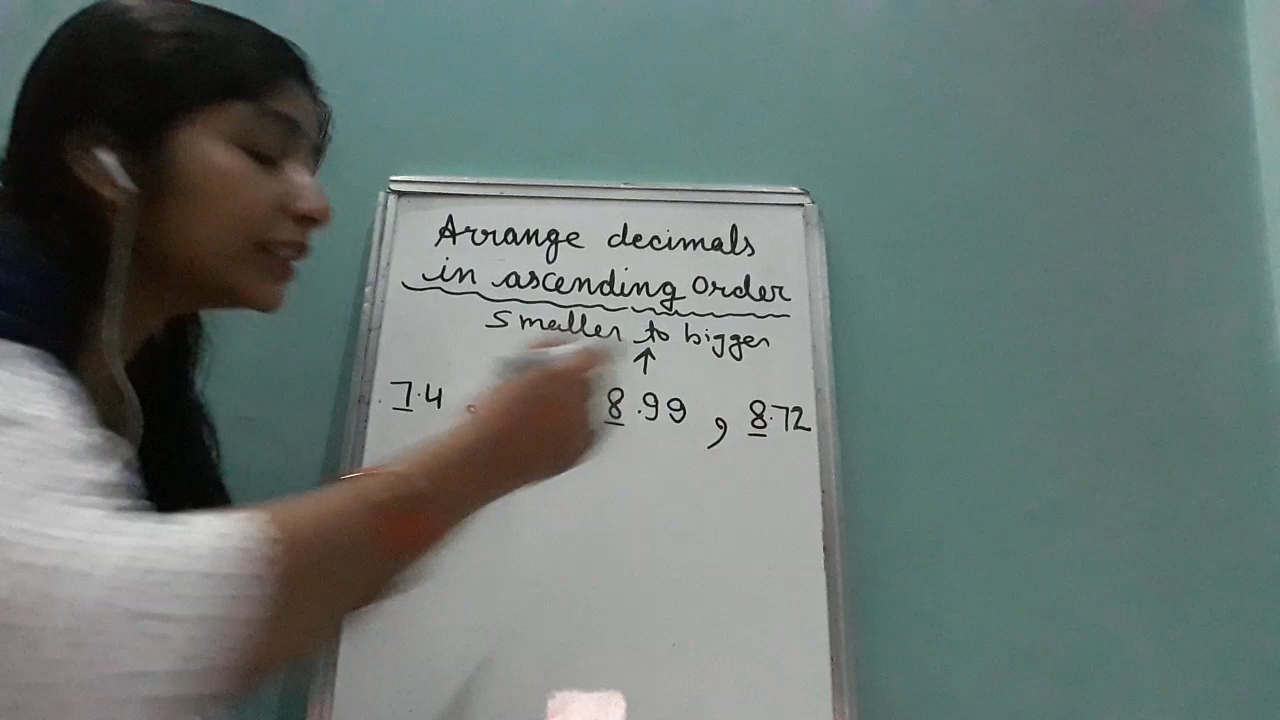 Arrange decimals
in ascending order
Smaller to bigger
↑
7.4 8.99 , 8.72